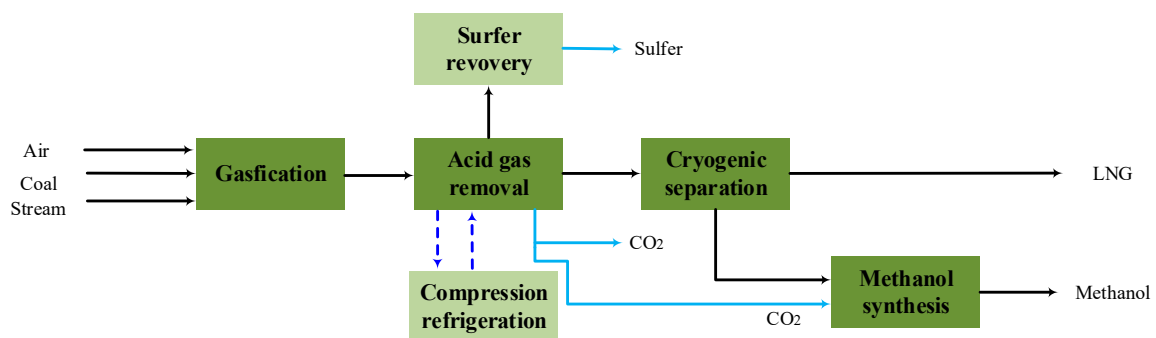 Surfer
revovery
Sulfer
Air
Coal
Stream
Gasfication
Acid gas
removal
Cryogenic
separation
LNG
CO2
Compression
refrigeration
CO2
Methanol
synthesis
Methanol